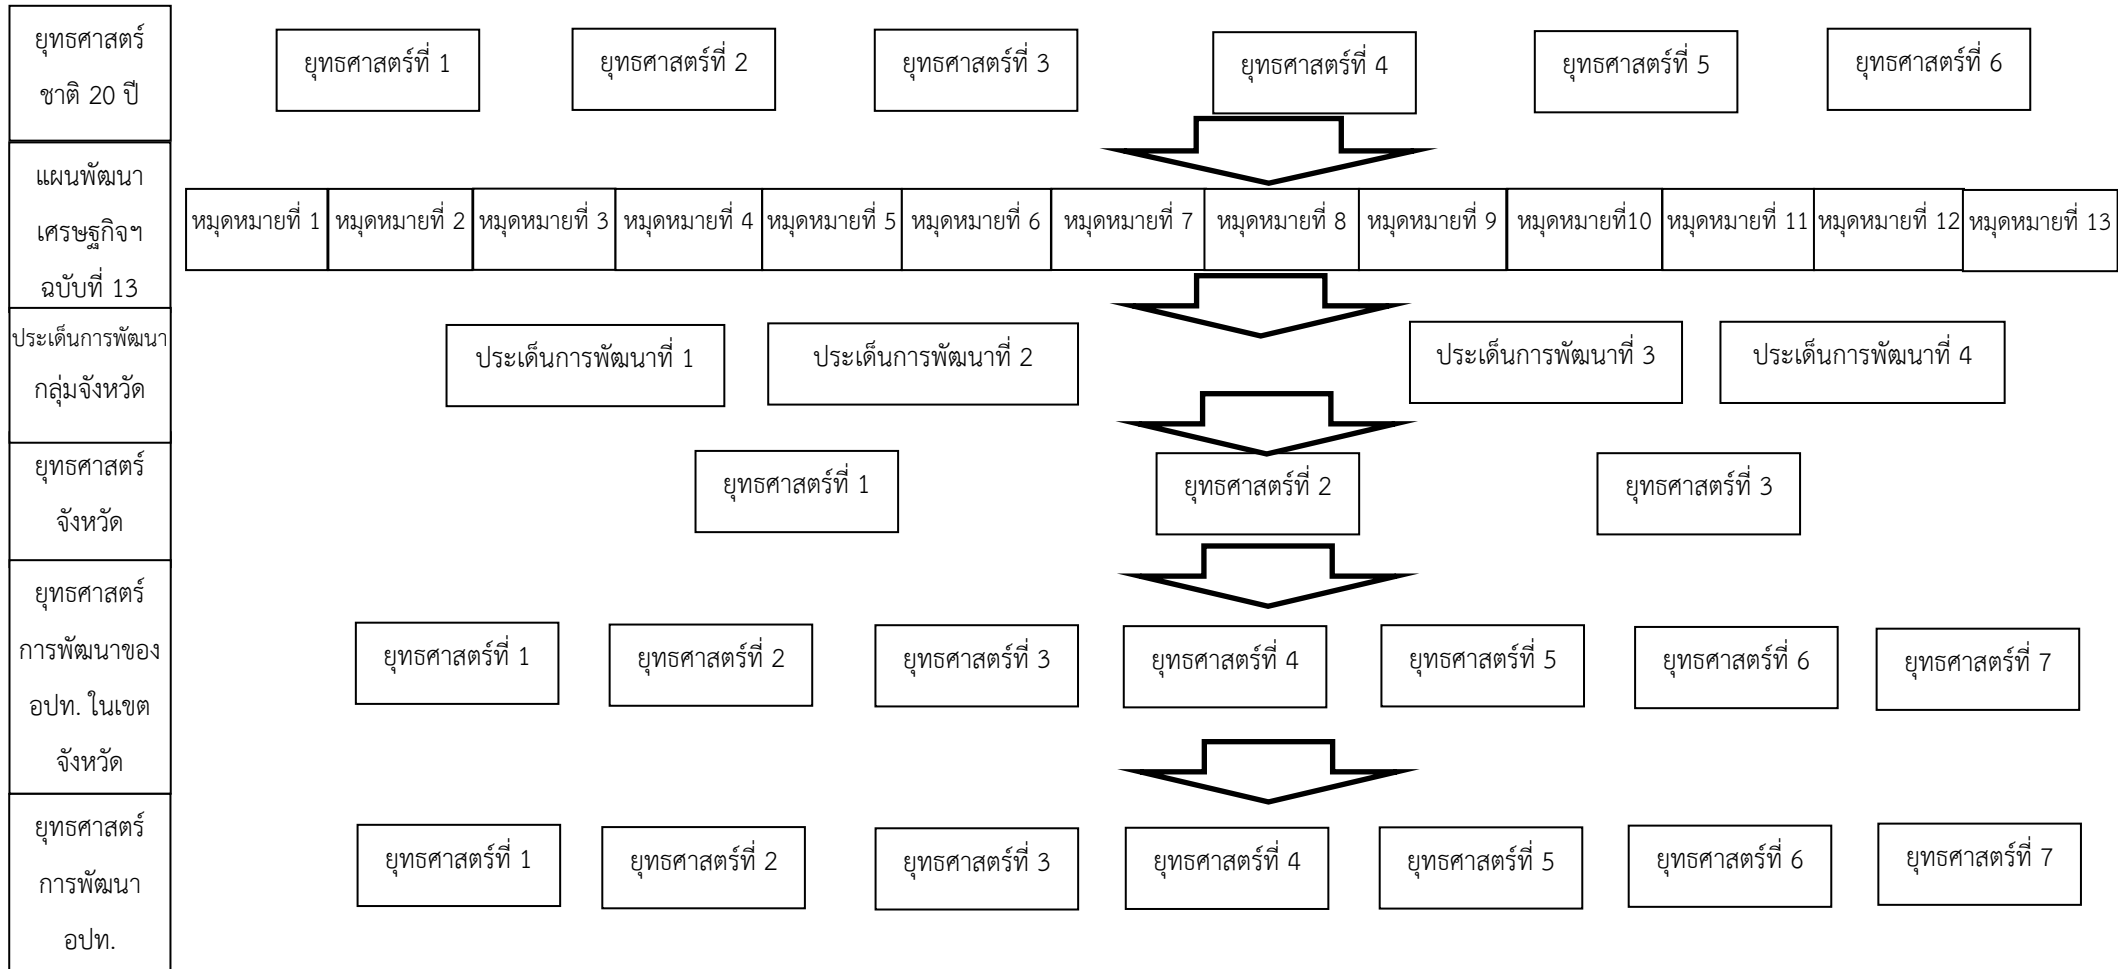 ยุทธศาสตร์
ชาติ 20 ปี
ยุทธศาสตร์ที่ 1
ยุทธศาสตร์ที่ 2
ยุทธศาสตร์ที่ 3
ยุทธศาสตร์ที่ 4
ยุทธศาสตร์ที่ 5
ยุทธศาสตร์ที่ 6
แผนพัฒนา
เศรษฐกิจฯ
ฉบับที่ 13
หมุดหมายที่ 1
หมุดหมายที่ 2
หมุดหมายที่ 3
หมุดหมายที่ 4
หมุดหมายที่ 5
หมุดหมายที่ 6
หมุดหมายที่ 7
หมุดหมายที่ 8
หมุดหมายที่ 9
หมุดหมายที่10
หมุดหมายที่ 11
หมุดหมายที่ 12
หมุดหมายที่ 13
ประเด็นการพัฒนา
กลุ่มจังหวัด
ประเด็นการพัฒนาที่ 1
ประเด็นการพัฒนาที่ 2
ประเด็นการพัฒนาที่ 3
ประเด็นการพัฒนาที่ 4
ยุทธศาสตร์
จังหวัด
ยุทธศาสตร์ที่ 1
ยุทธศาสตร์ที่ 2
ยุทธศาสตร์ที่ 3
ยุทธศาสตร์
การพัฒนาของ
อปท. ในเขต
จังหวัด
ยุทธศาสตร์ที่ 1
ยุทธศาสตร์ที่ 2
ยุทธศาสตร์ที่ 3
ยุทธศาสตร์ที่ 4
ยุทธศาสตร์ที่ 5
ยุทธศาสตร์ที่ 6
ยุทธศาสตร์ที่ 7
ยุทธศาสตร์
การพัฒนา
อปท.
ยุทธศาสตร์ที่ 1
ยุทธศาสตร์ที่ 2
ยุทธศาสตร์ที่ 3
ยุทธศาสตร์ที่ 4
ยุทธศาสตร์ที่ 5
ยุทธศาสตร์ที่ 6
ยุทธศาสตร์ที่ 7